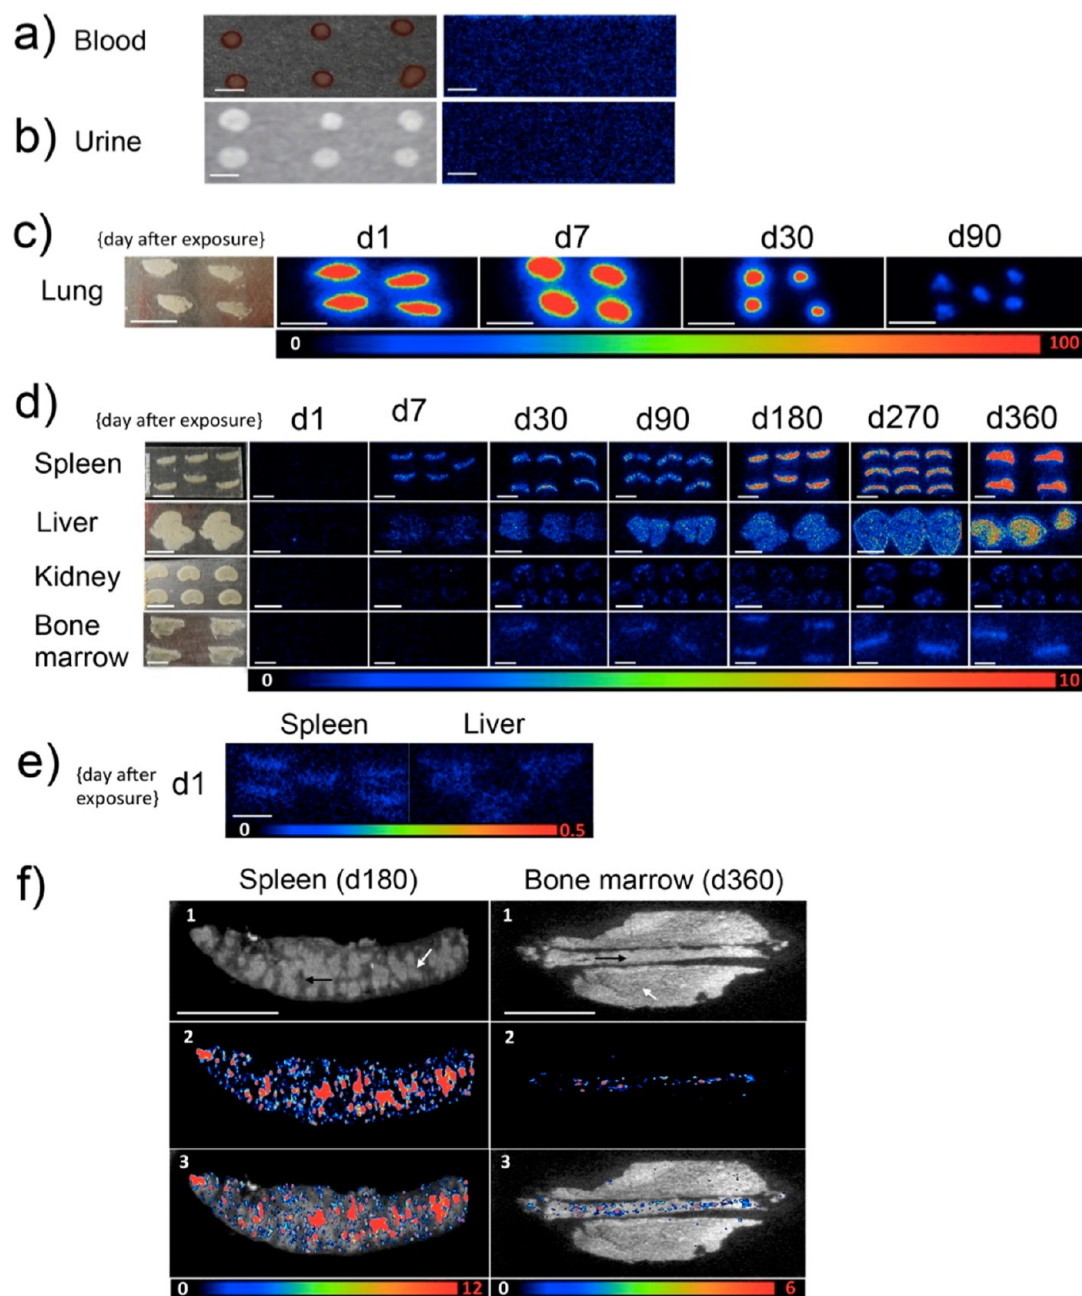 a) Blood
b) Urine
c) {day after exposure} d1 d7 d30 d90
Lung
0 100
d) {day after exposure} d1 d7 d30 d90 d180 d270 d360
Spleen
Liver
Kidney
Bone
marrow
0 10
Spleen Liver
e) {day after
exposure} d1
0 0.5
f)
Spleen (d180) Bone marrow (d360)
1 1
2 2
3 3
0 12 0 6